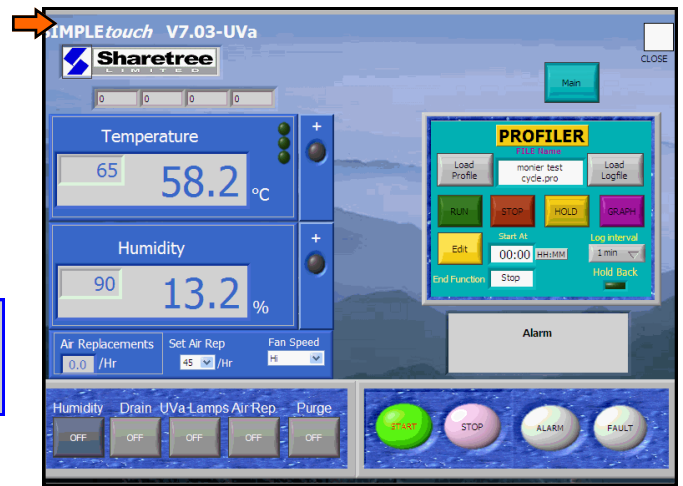 SIMPLEtouch V7.03-UVa
Sharetree
LIMITED
CLOSE
Main
0 0 0 0
Temperature
+
65
58.2 °C
Humidity
+
90
13.2 %
Air Replacements
0.0 /Hr
Set Air Rep
45 /Hr
Fan Speed
Hi
PROFILER
FILE Name
Load
Profile
monier test
cycle.pro
Load
Logfile
RUN STOP HOLD GRAPH
Edit
Start At
00:00 HH:MM
Log interval
1 min
End Function Stop
Hold Back
Alarm
Humidity Drain UVa-Lamps Air Rep. Purge
OFF OFF OFF OFF OFF
START STOP ALARM FAULT